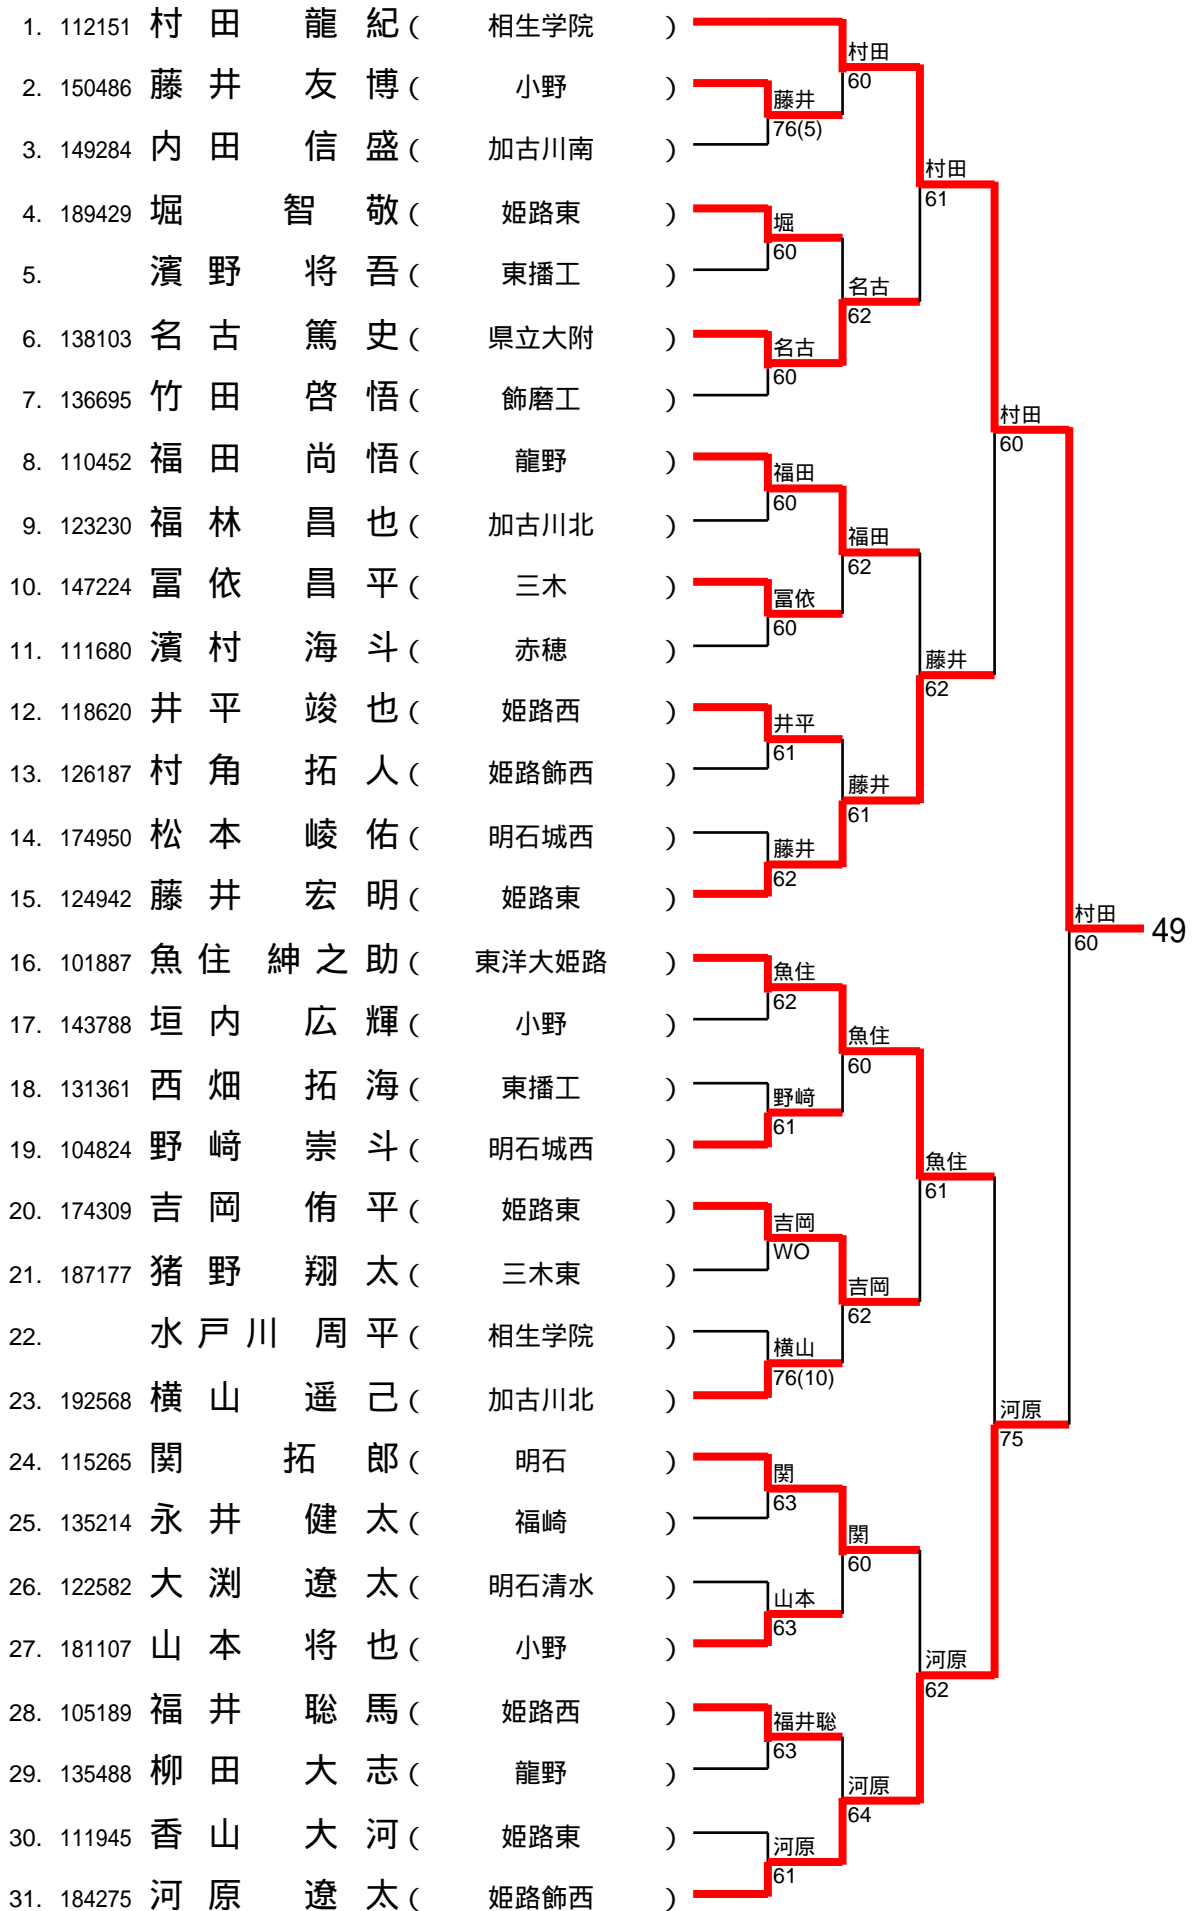 1. 112151 村田 龍紀 ( 相生学院 )
村田
2. 150486 藤井 友博 ( 小野 ) 60
藤井
76(5)
3. 149284 内田 信盛 ( 加古川南 )
村田
61
4. 189429 堀 智敬 ( 姫路東 )
堀
60
5. 濱野 将吾 ( 東播工 )
名古
62
6. 138103 名古 篤史 ( 県立大附 )
名古
60
7. 136695 竹田 啓悟 ( 飾磨工 )
村田
60
8. 110452 福田 尚悟 ( 龍野 )
福田
60
9. 123230 福林 昌也 ( 加古川北 )
福田
62
10. 147224 冨依 昌平 ( 三木 )
冨依
60
11. 111680 濱村 海斗 ( 赤穂 )
藤井
62
12. 118620 井平 竣也 ( 姫路西 )
井平
61
13. 126187 村角 拓人 ( 姫路飾西 )
藤井
61
14. 174950 松本 崚佑 ( 明石城西 )
藤井
62
15. 124942 藤井 宏明 ( 姫路東 )
村田 49
60
16. 101887 魚住 紳之助 ( 東洋大姫路 )
魚住
62
17. 143788 垣内 広輝 ( 小野 )
魚住
60
18. 131361 西畑 拓海 ( 東播工 )
野﨑
61
19. 104824 野﨑 崇斗 ( 明石城西 )
魚住
61
20. 174309 吉岡 侑平 ( 姫路東 )
吉岡
WO
21. 187177 猪野 翔太 ( 三木東 )
吉岡
62
22. 水戸川 周平 ( 相生学院 )
横山
76(10)
23. 192568 横山 遥己 ( 加古川北 )
河原
75
24. 115265 関 拓郎 ( 明石 )
関
63
25. 135214 永井 健太 ( 福崎 )
関
60
26. 122582 大渕 遼太 ( 明石清水 )
山本
63
27. 181107 山本 将也 ( 小野 )
河原
62
28. 105189 福井 聡馬 ( 姫路西 )
福井聡
63
29. 135488 柳田 大志 ( 龍野 )
河原
64
30. 111945 香山 大河 ( 姫路東 )
河原
61
31. 184275 河原 遼太 ( 姫路飾西 )